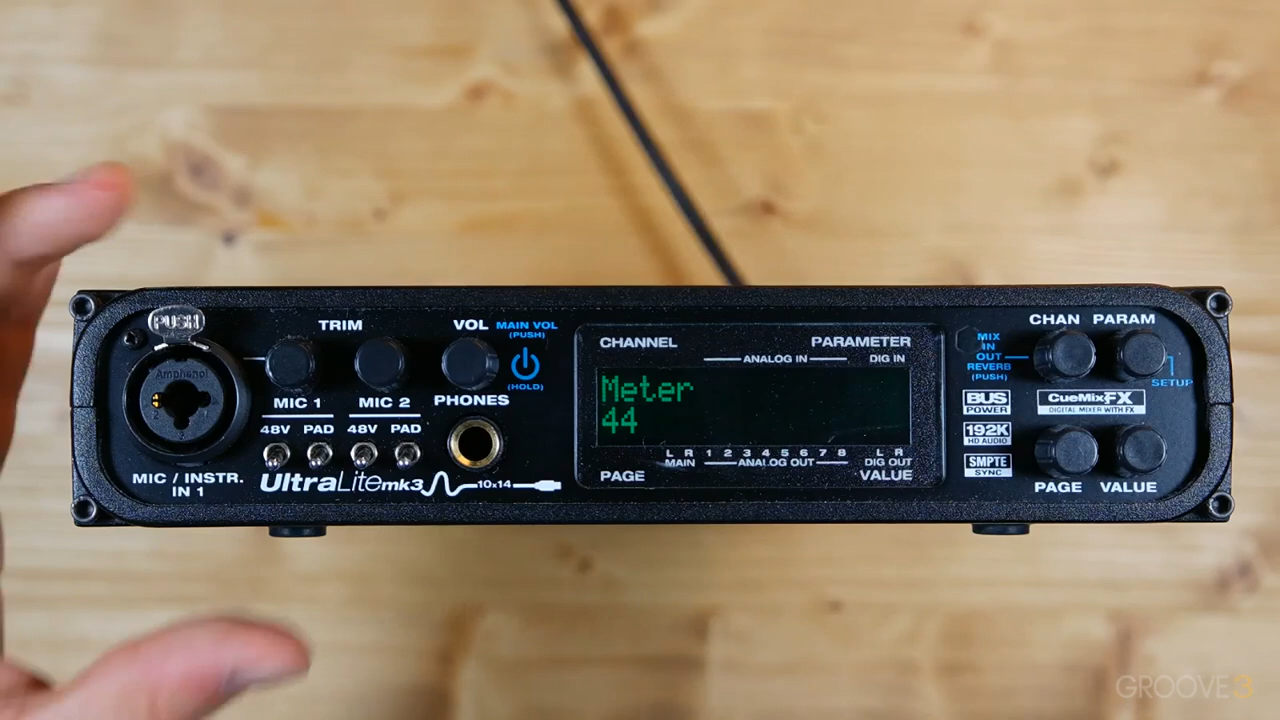 PUSH
Amphenol
TRIM
VOL
MAIN VOL
(PUSH)
(HOLD)
MIC 1
MIC 2
PHONES
48V PAD 48V PAD
MIC / INSTR.
IN 1
UltraLitemk3
10x14
CHANNEL
PARAMETER
ANALOG IN
DIG IN
Meter
44
L R 1 2 3 4 5 6 7 8 L R
MAIN
ANALOG OUT
DIG OUT
PAGE
VALUE
CHAN PARAM
MIX
IN
OUT
REVERB
(PUSH)
SETUP
BUS
POWER
CueMixFX
DIGITAL MIXER WITH FX
192K
HD AUDIO
SMPTE
SYNC
PAGE VALUE
GROOVE3